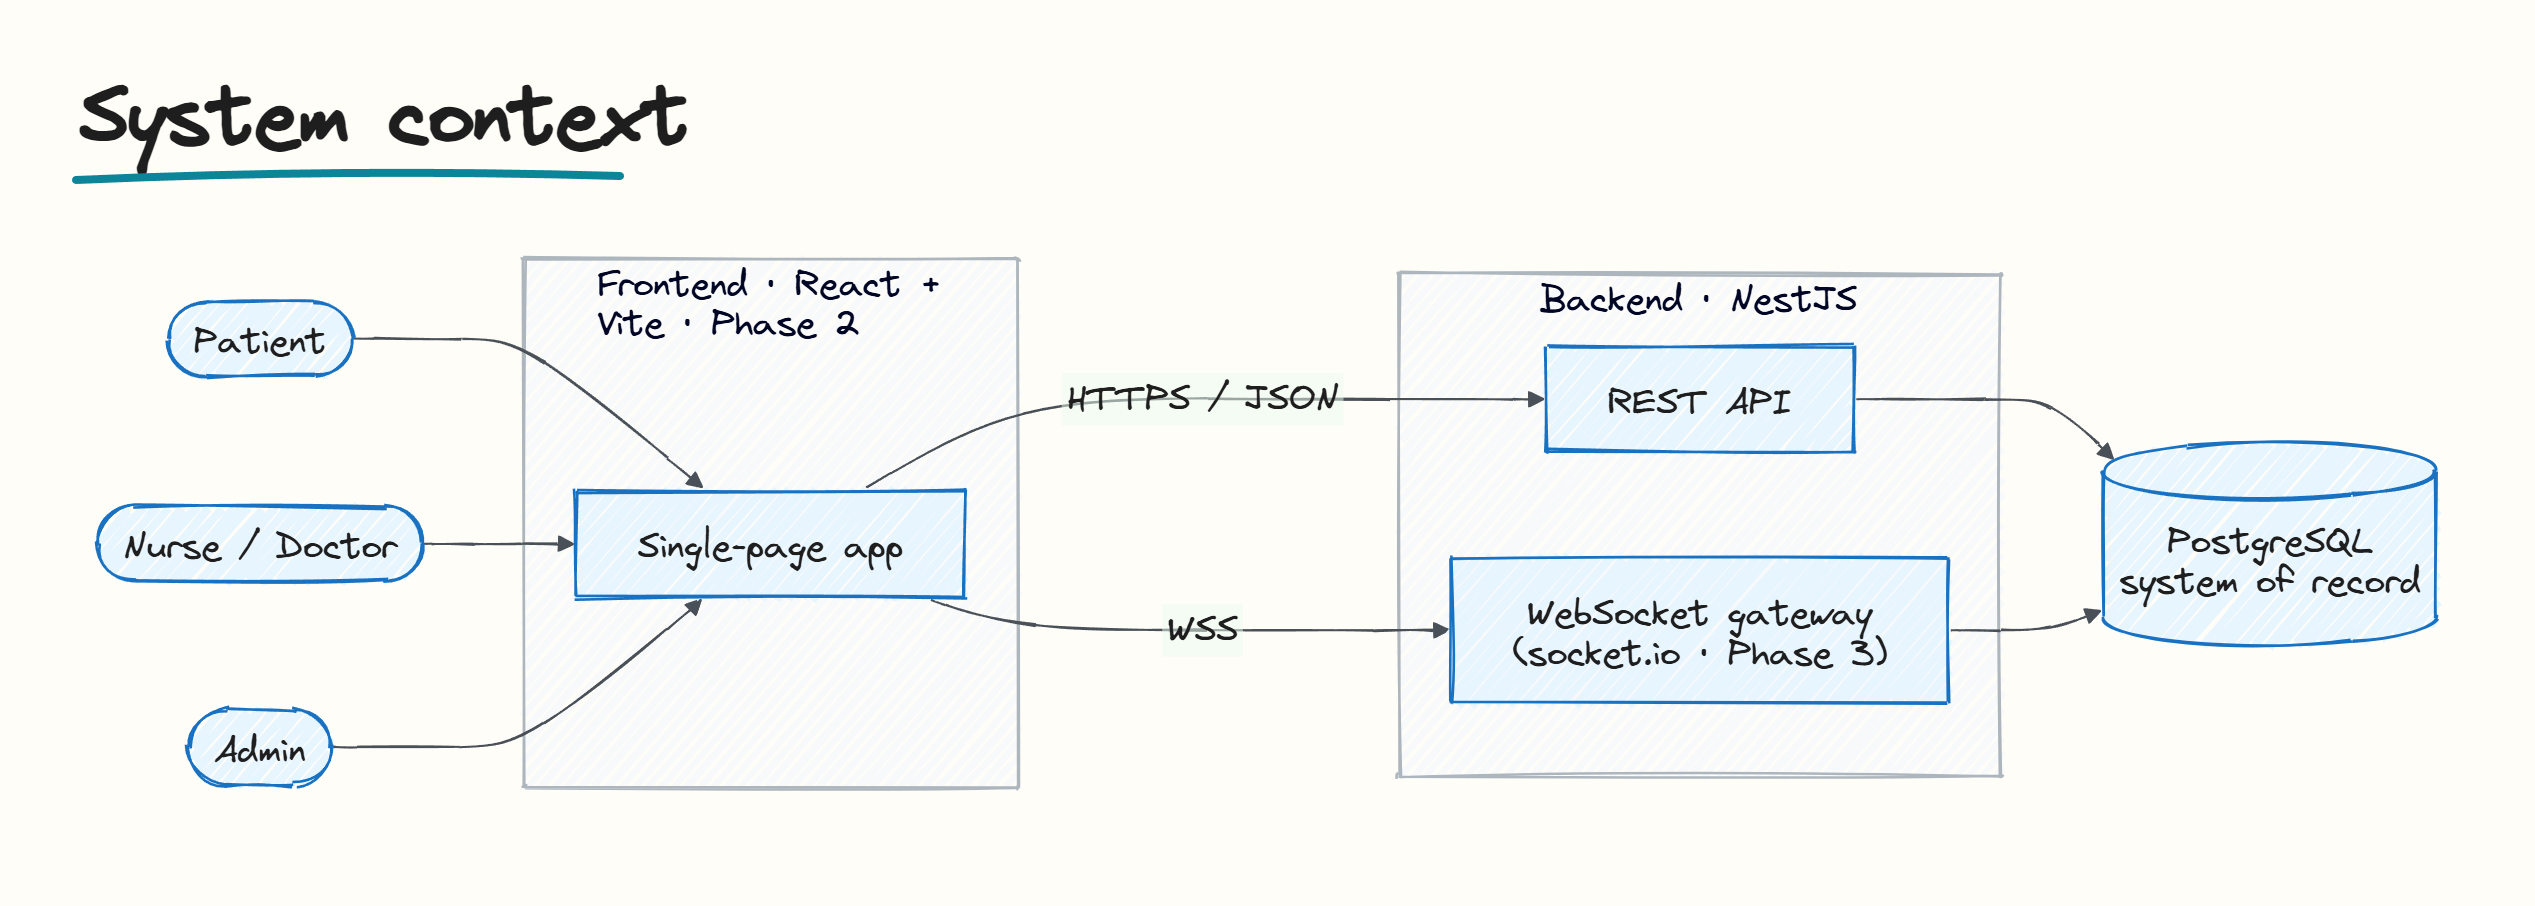 System context
Frontend · React +
Vite · Phase 2
Backend · NestJS
Patient
HTTPS / JSON
REST API
Nurse / Doctor
Single-page app
PostgreSQL
system of record
WSS
WebSocket gateway
(socket.io · Phase 3)
Admin